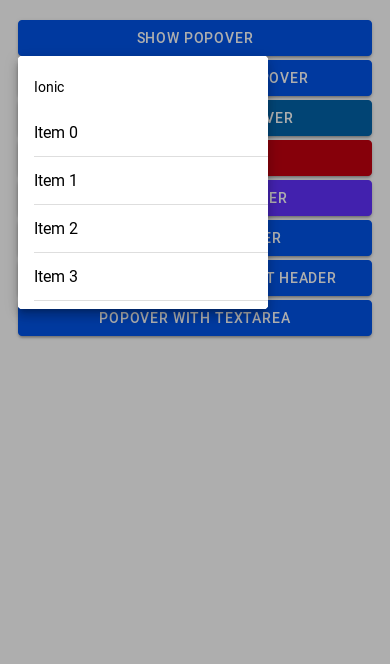 SHOW POPOVER
Ionic
OVER
Item 0
VER
Item 1
ER
Item 2
ER
Item 3
T HEADER
POPOVER WITH TEXTAREA